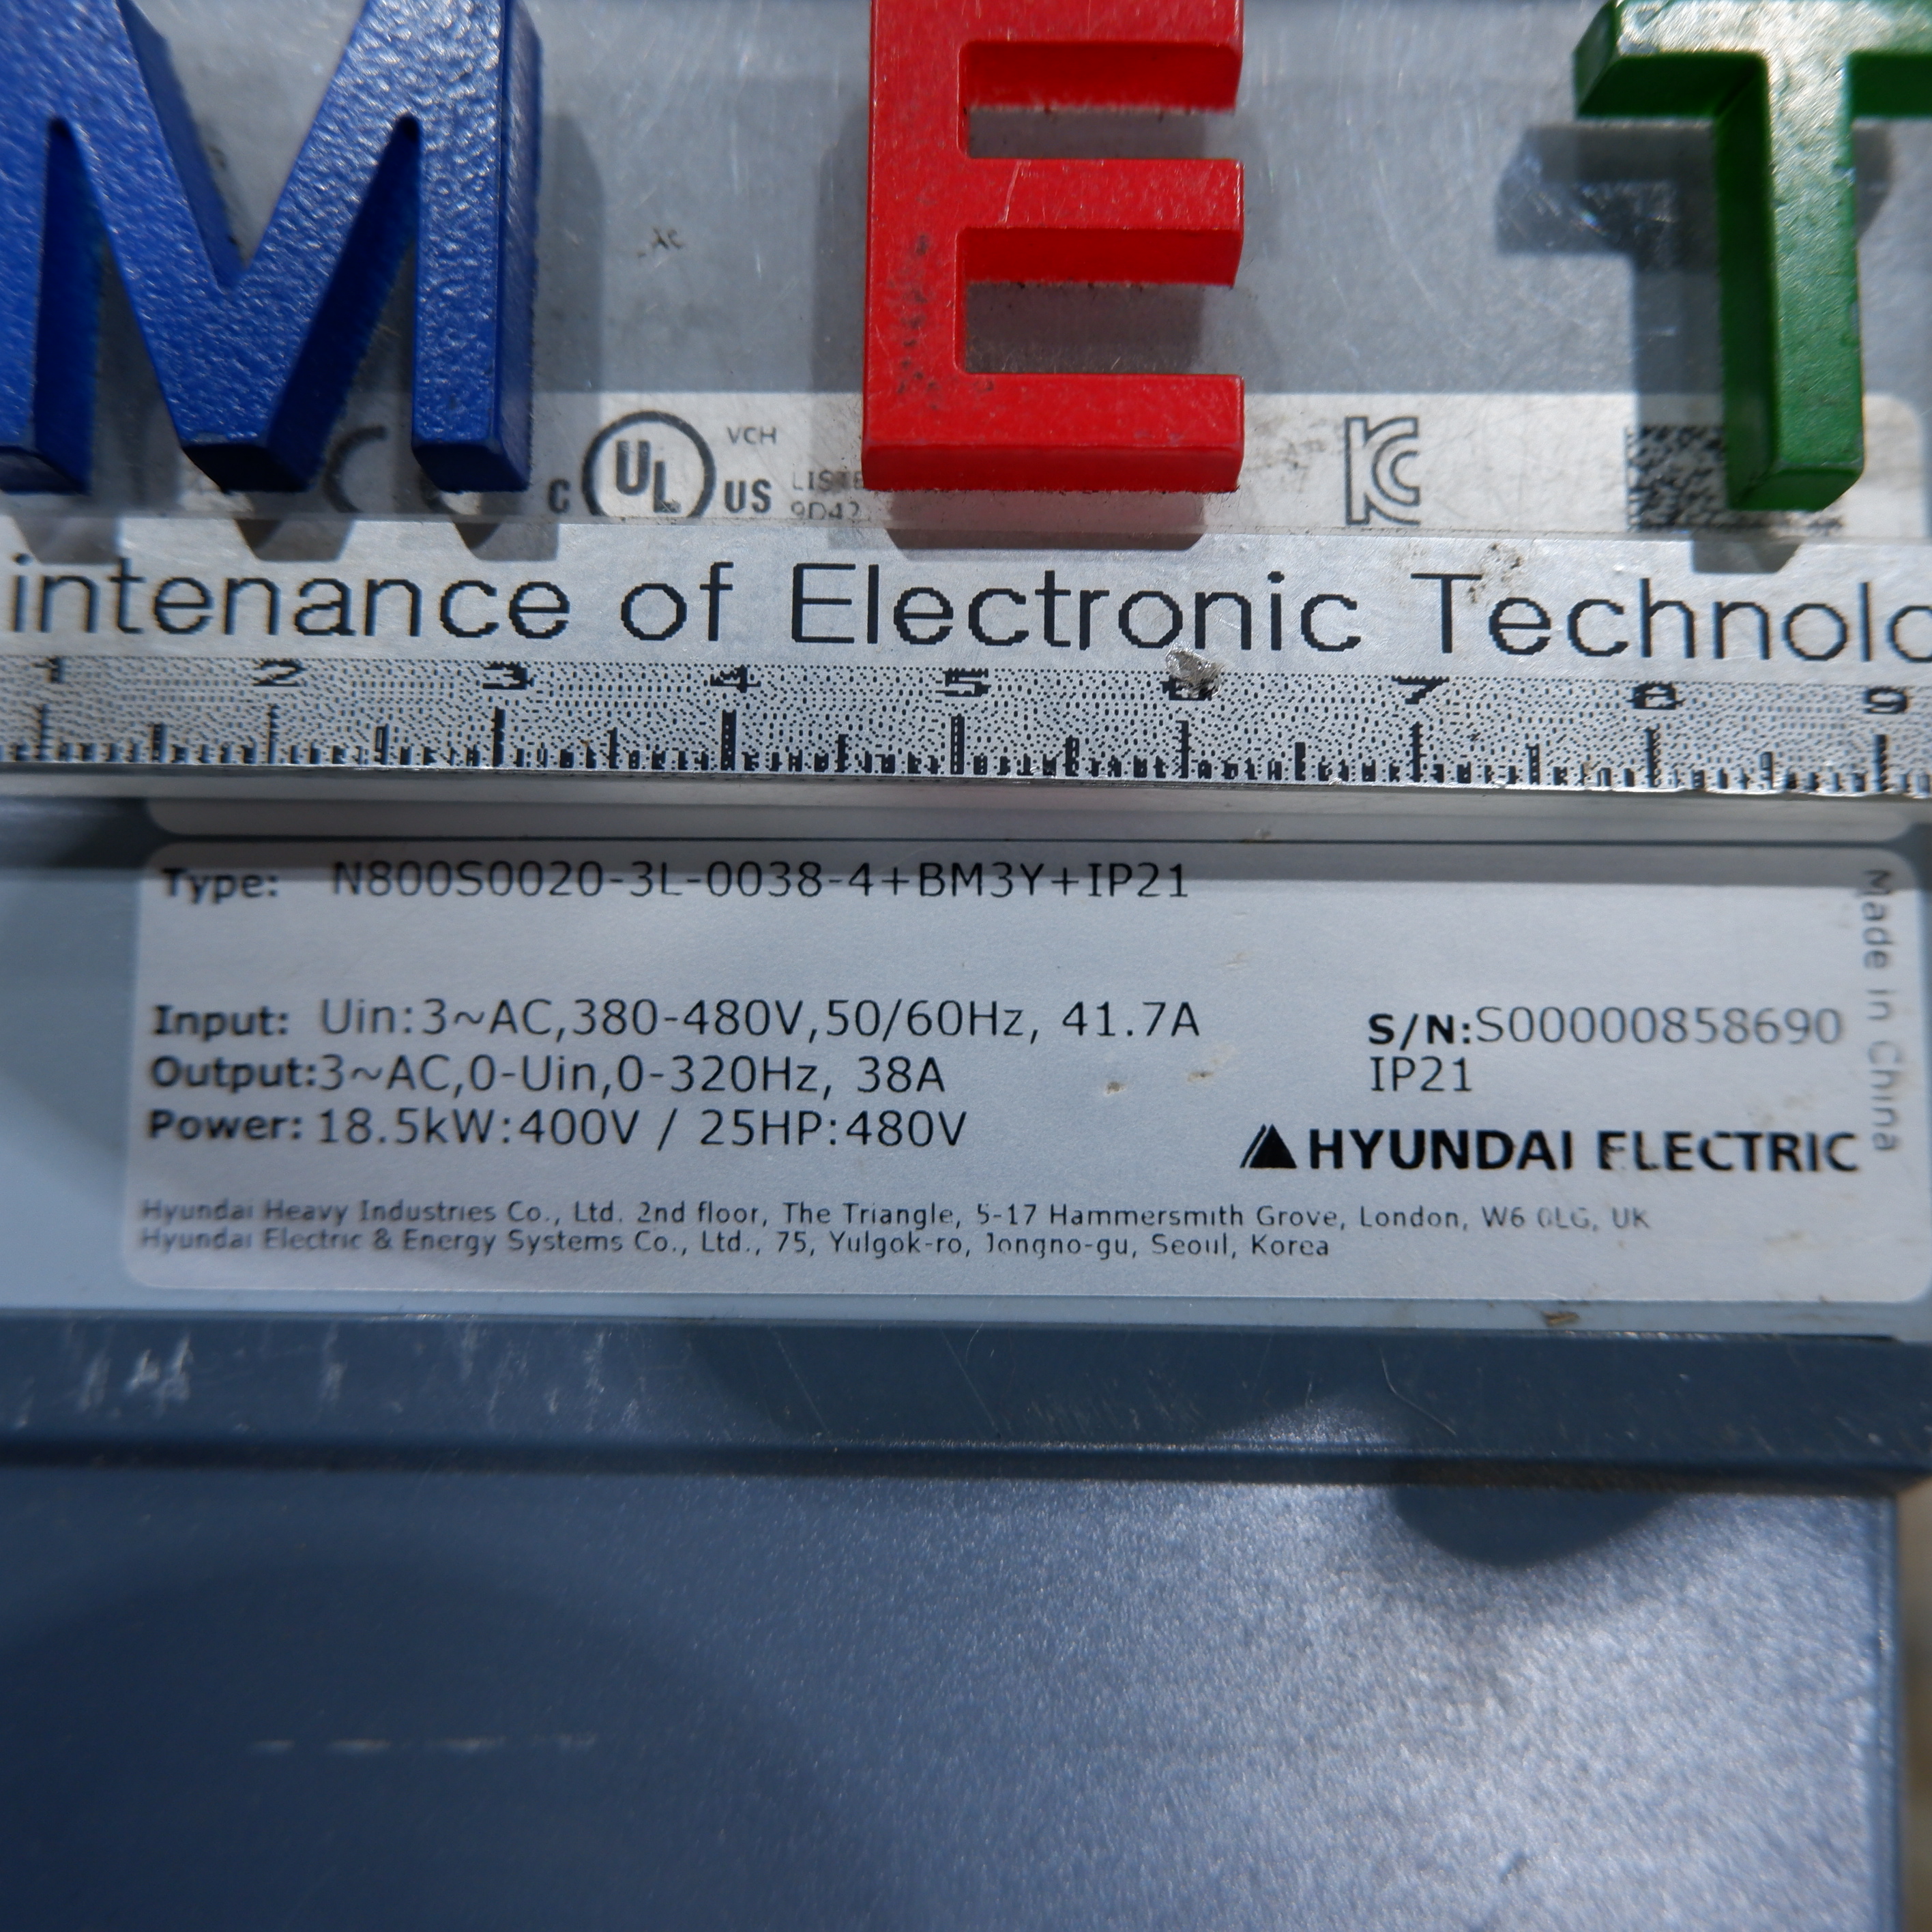 M E T
C UL US VCH
9D42
intenance of Electronic Technolo
1 2 3 4 5 6 7 8 9
Type: N800S0020-3L-0038-4+BM3Y+IP21
Input: Uin:3~AC,380-480V,50/60Hz, 41.7A
Output:3~AC,0-Uin,0-320Hz, 38A
Power: 18.5kW:400V / 25HP:480V
S/N:S00000858690
IP21
HYUNDAI ELECTRIC
Made in China
Hyundai Heavy Industries Co., Ltd. 2nd floor, The Triangle, 5-17 Hammersmith Grove, London, W6 0LG, UK
Hyundai Electric & Energy Systems Co., Ltd., 75, Yulgok-ro, Jongno-gu, Seoul, Korea